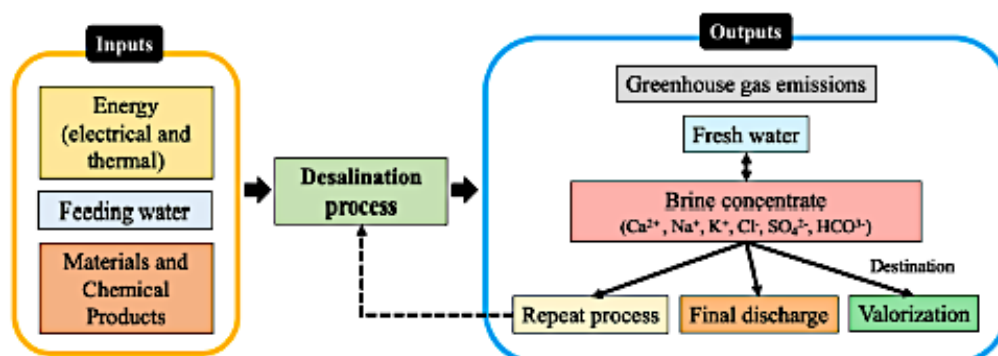 Inputs
Energy
(electrical and
thermal)
Feeding water
Materials and
Chemical
Products
Desalination
process
Outputs
Greenhouse gas emissions
Fresh water
Brine concentrate
(Ca²⁺, Na⁺, K⁺, Cl⁻, SO₄²⁻, HCO³⁻)
Destination
Repeat process
Final discharge
Valorization